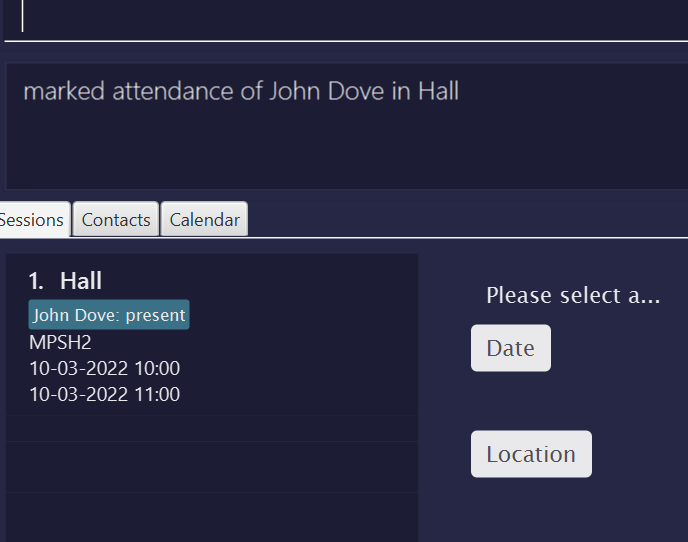 marked attendance of John Dove in Hall
Sessions Contacts Calendar
1. Hall
John Dove: present
MPSH2
10-03-2022 10:00
10-03-2022 11:00
Please select a...
Date
Location